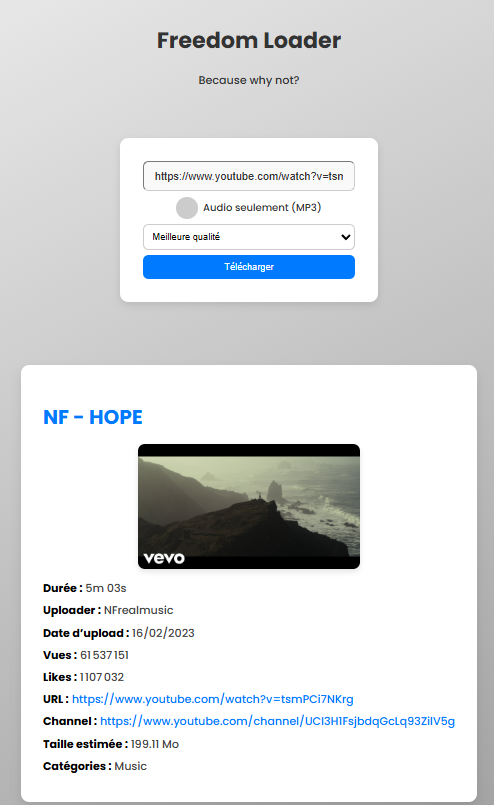 Freedom Loader
Because why not?
https://www.youtube.com/watch?v=tsn
Audio seulement (MP3)
Meilleure qualité
Télécharger
NF - HOPE
vevo
Durée : 5m 03s
Uploader : NFrealmusic
Date d’upload : 16/02/2023
Vues : 61 537 151
Likes : 1 107 032
URL : https://www.youtube.com/watch?v=tsmPCi7NKrg
Channel : https://www.youtube.com/channel/UCI3H1FsjbdqGcLq93ZilV5g
Taille estimée : 199.11 Mo
Catégories : Music